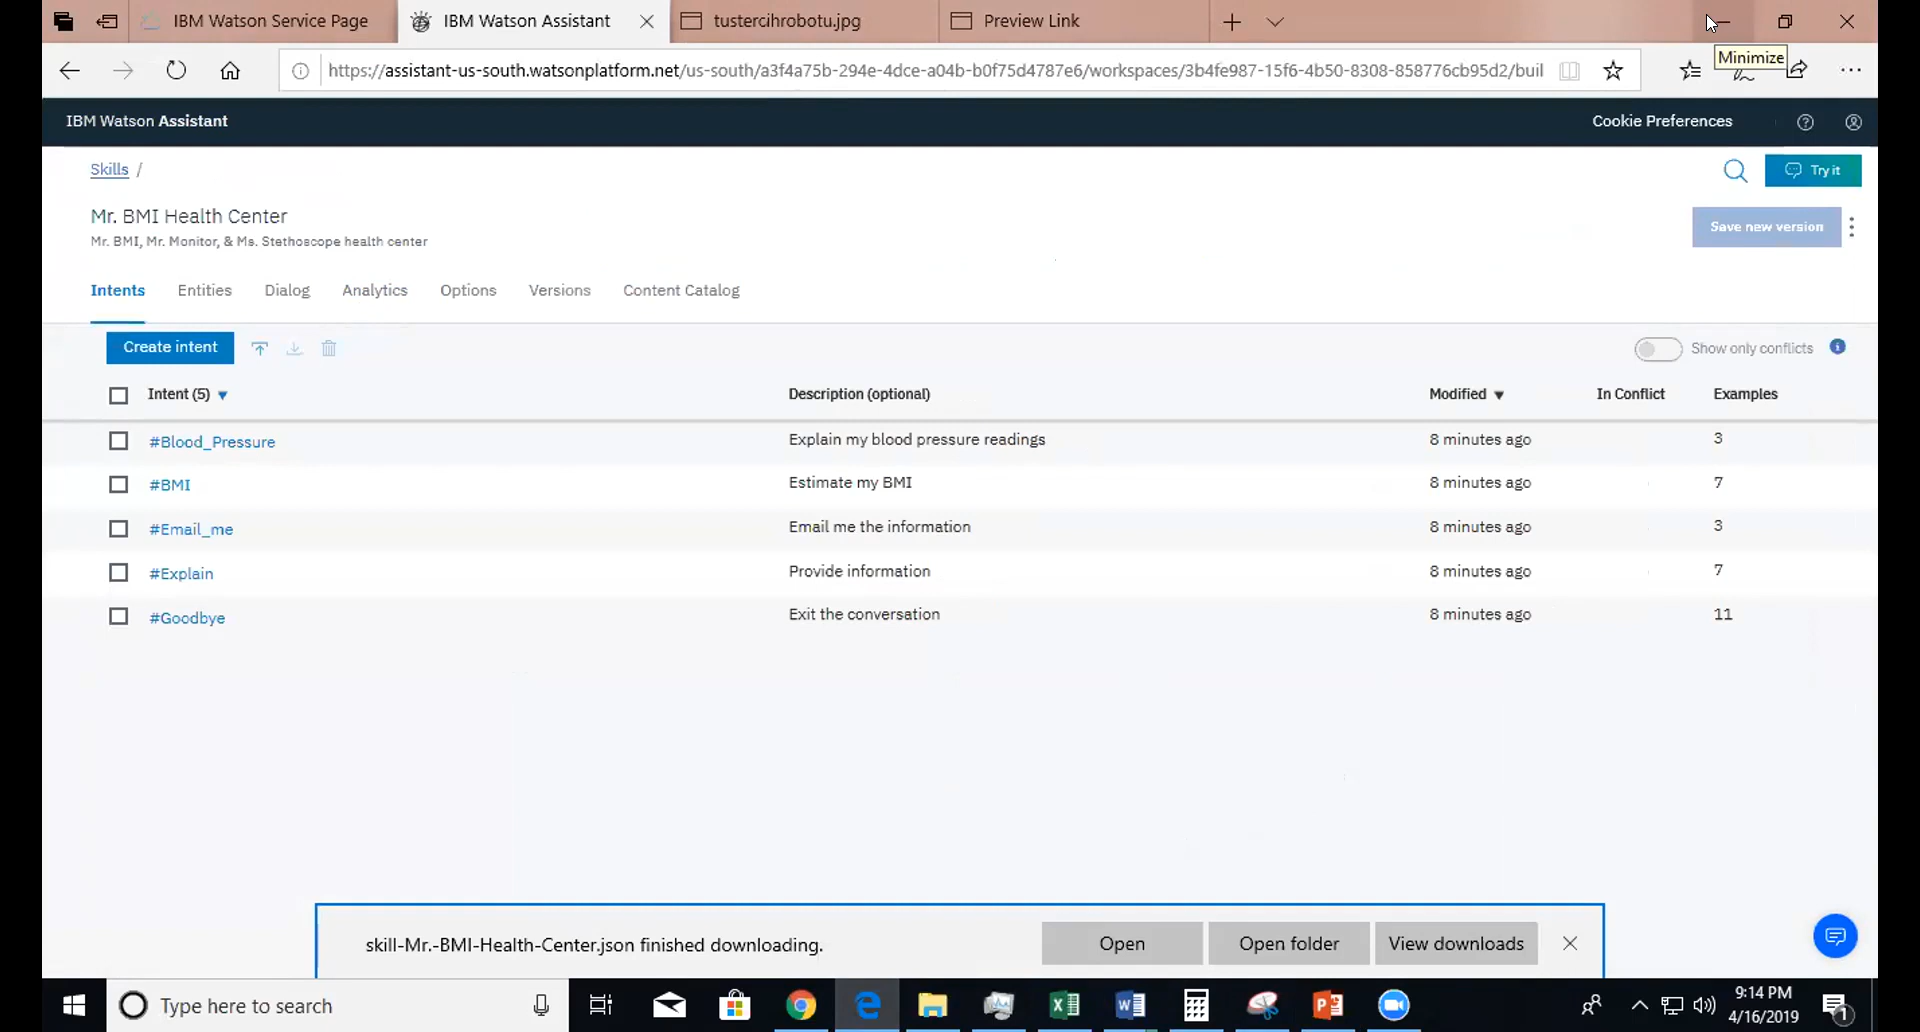 IBM Watson Service Page
IBM Watson Assistant
tustercihrobotu.jpg
Preview Link
Minimize
https://assistant-us-south.watsonplatform.net/us-south/a3f4a75b-294e-4dce-a04b-b0f75d4787e6/workspaces/3b4fe987-15f6-4b50-8308-858776cb95d2/buil
IBM Watson Assistant
Cookie Preferences
Skills /
Try it
Mr. BMI Health Center
Mr. BMI, Mr. Monitor, & Ms. Stethoscope health center
Save new version
Intents Entities Dialog Analytics Options Versions Content Catalog
Create intent
Show only conflicts
Intent (5) Description (optional) Modified In Conflict Examples
#Blood_Pressure Explain my blood pressure readings 8 minutes ago 3
#BMI Estimate my BMI 8 minutes ago 7
#Email_me Email me the information 8 minutes ago 3
#Explain Provide information 8 minutes ago 7
#Goodbye Exit the conversation 8 minutes ago 11
skill-Mr.-BMI-Health-Center.json finished downloading.
Open
Open folder
View downloads
Type here to search
9:14 PM
4/16/2019
1